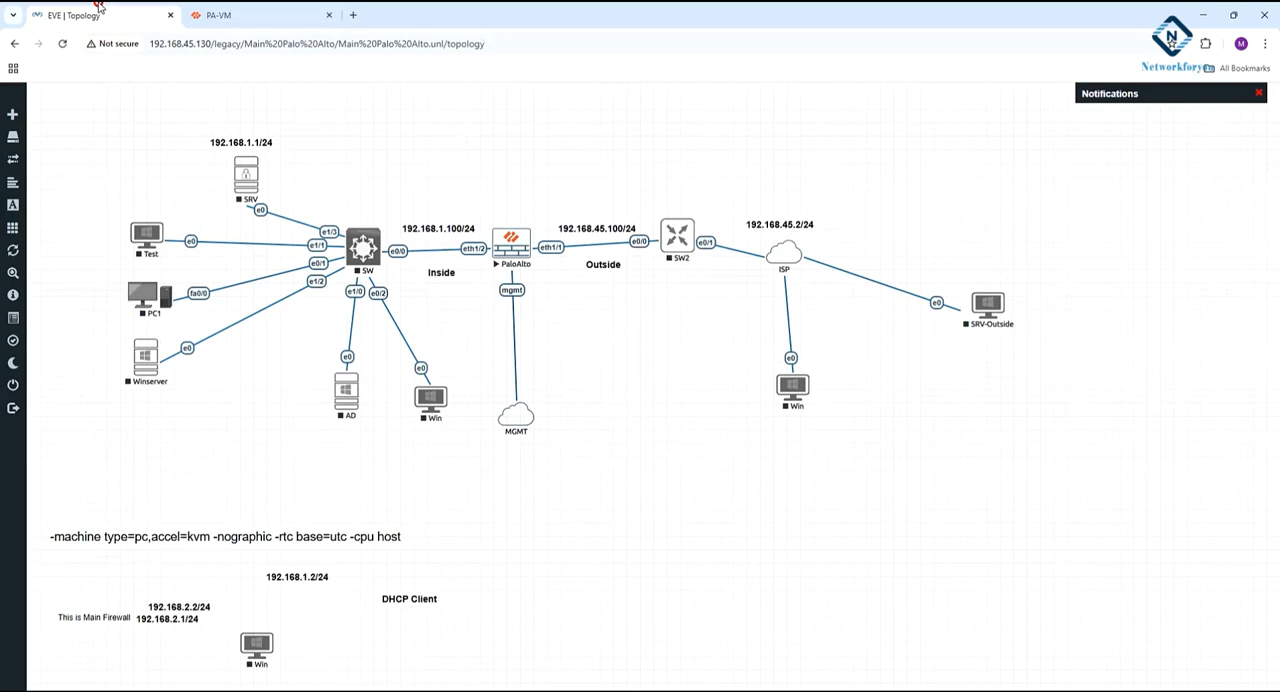 EVE | Topology
PA-VM
Not secure
192.168.45.130/legacy/Main%20Palo%20Alto/Main%20Palo%20Alto.unl/topology
N
M
Networkforyou
All Bookmarks
Notifications
192.168.1.1/24
SRV
e0
e1/3
Test
e0
e1/1
SW
e0/1
e1/2
fa0/0
PC1
e0
Winserver
e1/0
e0/2
e0
AD
e0
Win
e0/0
192.168.1.100/24
Inside
eth1/2
PaloAlto
eth1/1
mgmt
MGMT
192.168.45.100/24
Outside
e0/0
SW2
e0/1
192.168.45.2/24
ISP
e0
SRV-Outside
e0
Win
-machine type=pc,accel=kvm -nographic -rtc base=utc -cpu host
192.168.1.2/24
DHCP Client
192.168.2.2/24
This is Main Firewall
192.168.2.1/24
Win